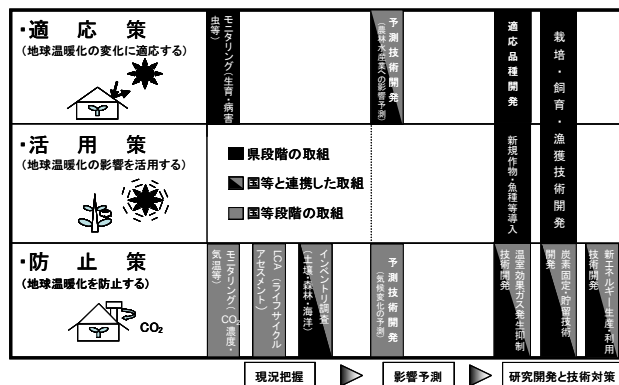 ・適応策
(地球温暖化の変化に適応する)
モニタリング(生育・病害
虫等)
予測技術開発
(農林水産業への影響予測)
適応品種開発
栽培・飼育・漁獲技術開発
・活用策
(地球温暖化の影響を活用する)
■県段階の取組
国等と連携した取組
■国等段階の取組
新規作物・魚種等導入
・防止策
(地球温暖化を防止する)
CO₂
モニタリング(CO₂濃度・
気温等)
LCA(ライフサイクル
アセスメント)
インベントリ調査
(土壌・森林・海洋)
予測技術開発
(気候変化の予測)
温室効果ガス発生抑制
技術開発
炭素固定・貯留技術
開発
新エネルギー生産・利用
技術開発
現況把握
影響予測
研究開発と技術対策